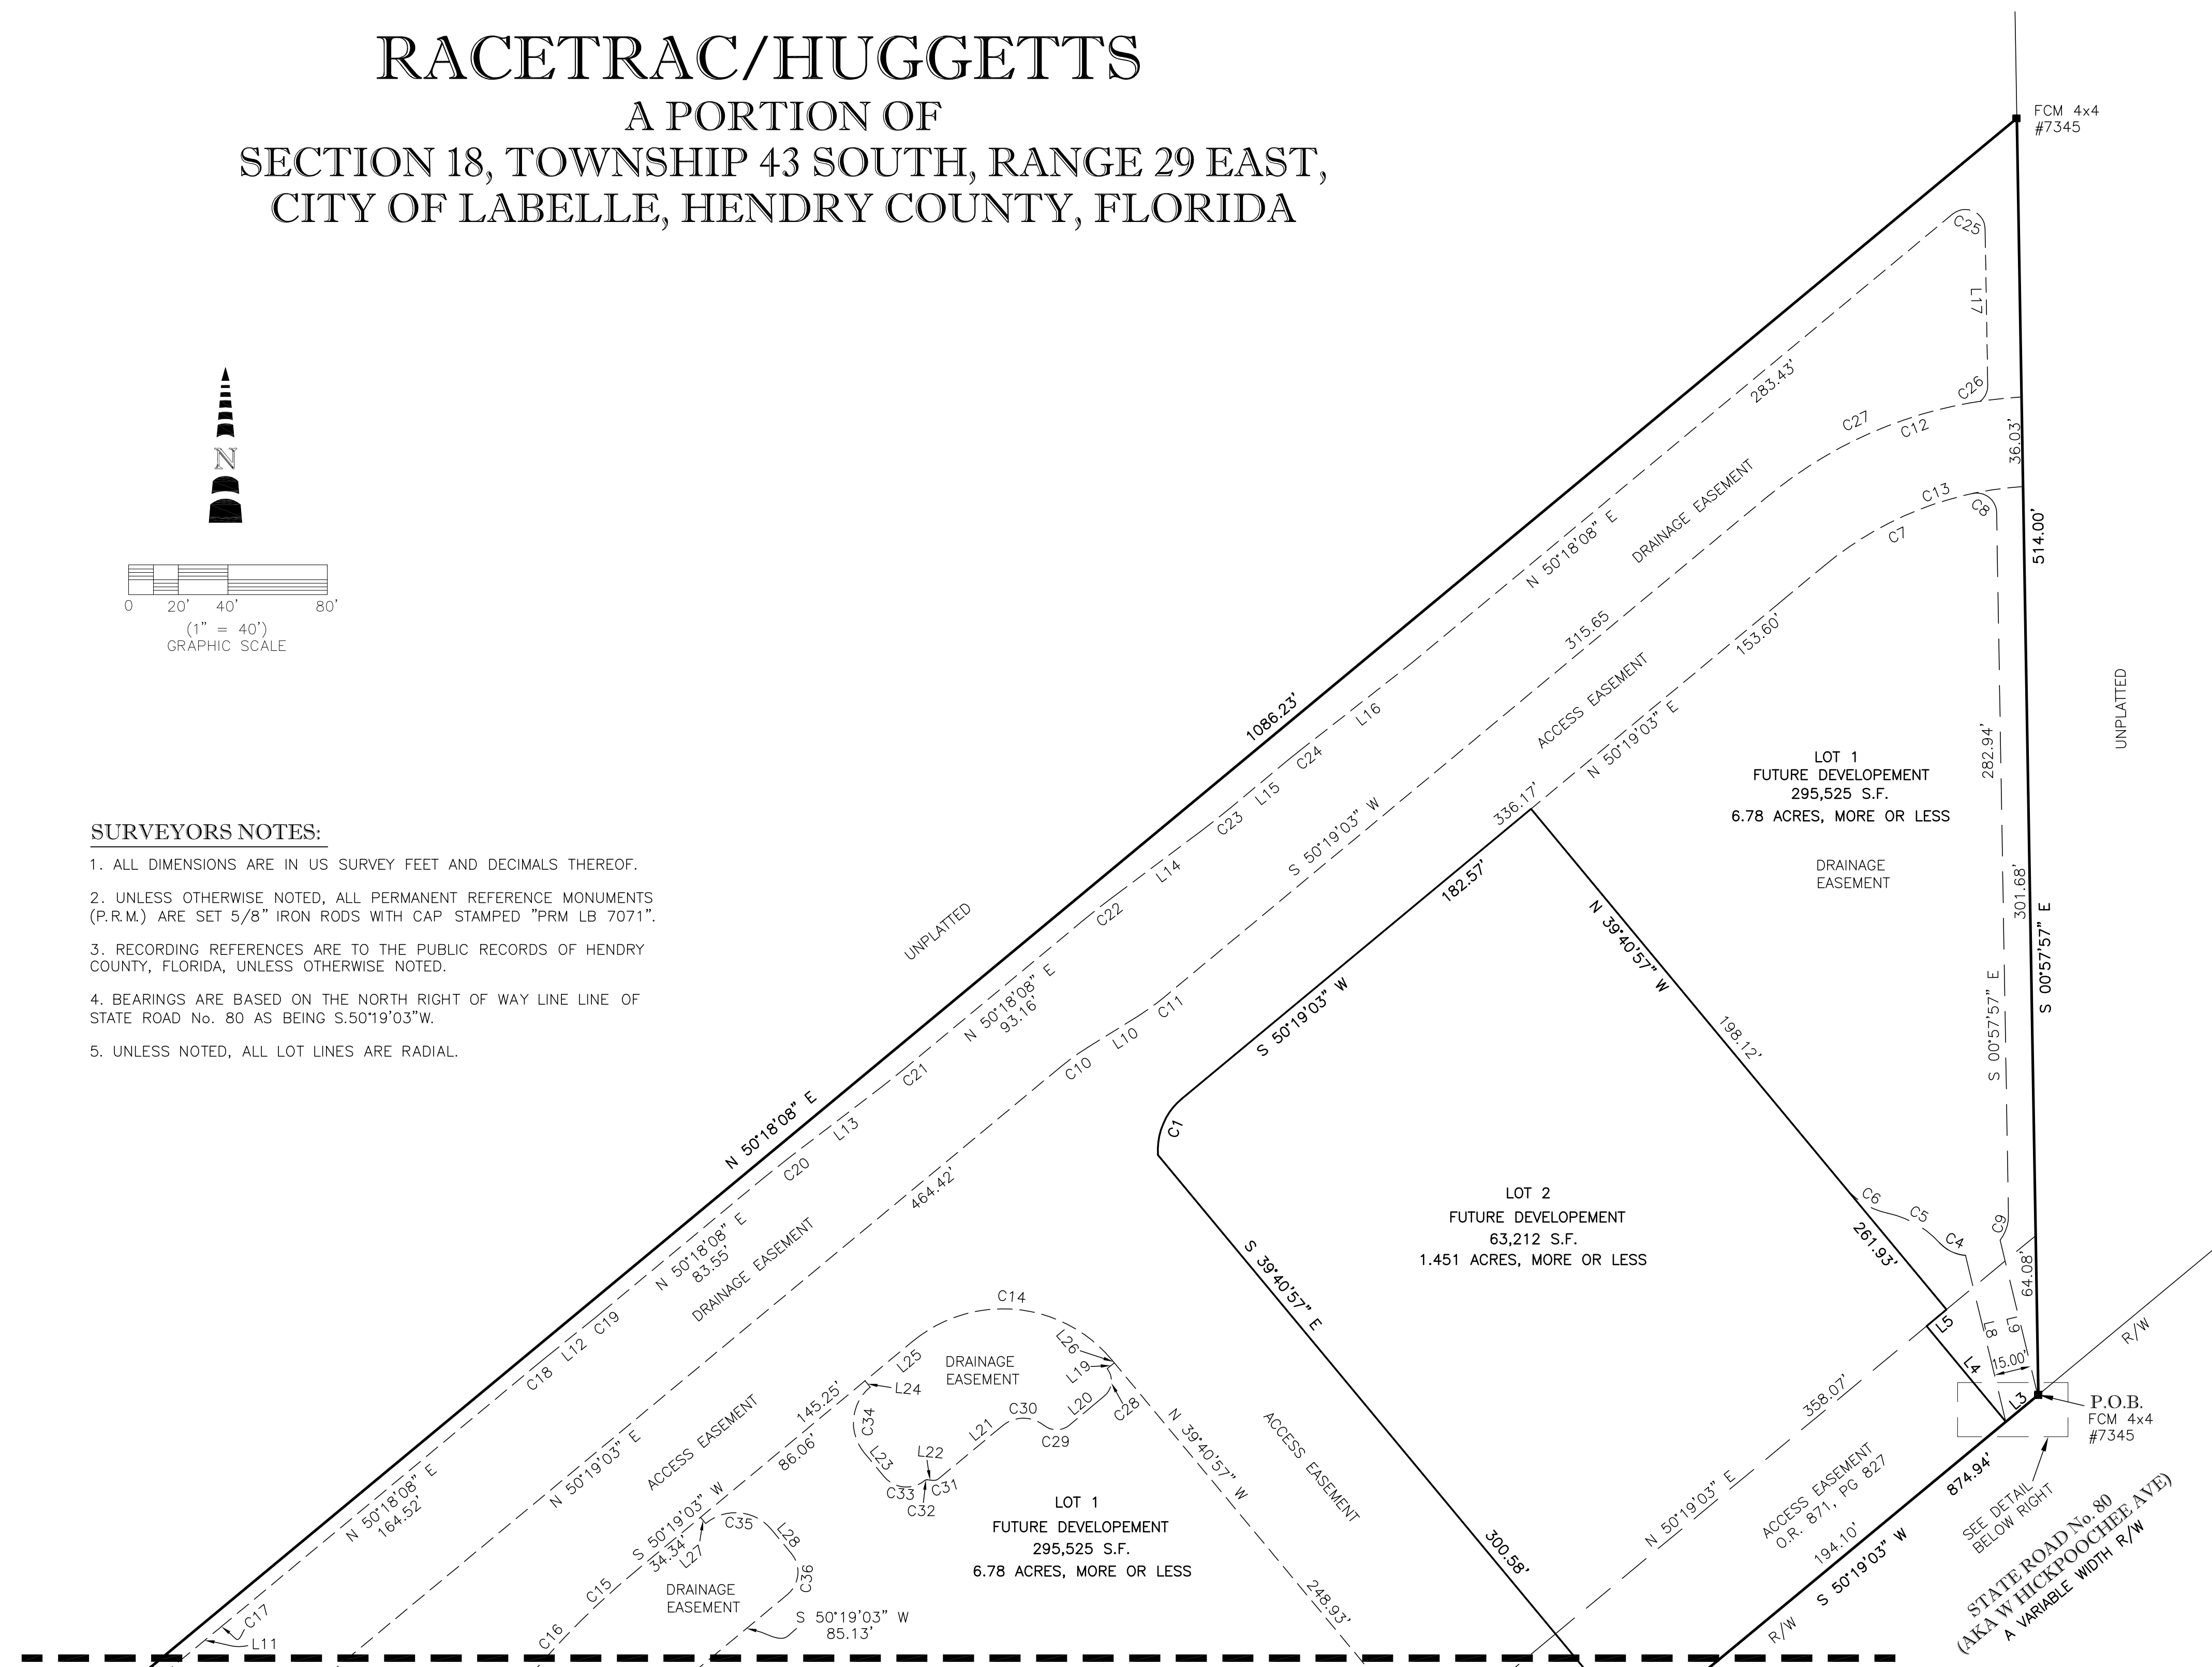 RACETRAC/HUGGETTS
A PORTION OF
SECTION 18, TOWNSHIP 43 SOUTH, RANGE 29 EAST,
CITY OF LABELLE, HENDRY COUNTY, FLORIDA
FCM 4x4
#7345
N
0 20' 40' 80'
(1" = 40')
GRAPHIC SCALE
SURVEYORS NOTES:
1. ALL DIMENSIONS ARE IN US SURVEY FEET AND DECIMALS THEREOF.
2. UNLESS OTHERWISE NOTED, ALL PERMANENT REFERENCE MONUMENTS
(P.R.M.) ARE SET 5/8" IRON RODS WITH CAP STAMPED "PRM LB 7071".
3. RECORDING REFERENCES ARE TO THE PUBLIC RECORDS OF HENDRY
COUNTY, FLORIDA, UNLESS OTHERWISE NOTED.
4. BEARINGS ARE BASED ON THE NORTH RIGHT OF WAY LINE LINE OF
STATE ROAD No. 80 AS BEING S.50°19'03"W.
5. UNLESS NOTED, ALL LOT LINES ARE RADIAL.
C25
L17
283.43'
C26
C27
C12
36.03'
DRAINAGE EASEMENT
N 50°18'08" E
C13
C8
C7
514.00'
315.65
153.60'
ACCESS EASEMENT
N 50°19'03" E
UNPLATTED
1086.23'
L16
C24
L15
C23
L14
C22
S 50°19'03" W
336.17'
182.57'
LOT 1
FUTURE DEVELOPEMENT
295,525 S.F.
6.78 ACRES, MORE OR LESS
DRAINAGE
EASEMENT
282.94'
301.68'
S 00°57'57" E
S 00°57'57" E
UNPLATTED
N 50°18'08" E
93.16'
C21
C11
L10
C10
S 50°19'03" W
N 39°40'57" W
198.12'
N 50°18'08" E
L13
C20
C1
464.42'
LOT 2
FUTURE DEVELOPEMENT
63,212 S.F.
1.451 ACRES, MORE OR LESS
C6
C5
C4
C9
261.93'
64.08'
S 39°40'57" E
N 50°18'08" E
83.55'
DRAINAGE EASEMENT
C19
L12
C18
C14
L26
L19
L25
DRAINAGE
EASEMENT
L24
C34
L20
C28
C30
C29
L21
L22
L23
C33
C31
C32
L5
L8
L9
L4
15.00'
L3
R/W
P.O.B.
FCM 4x4
#7345
145.25'
86.06'
ACCESS EASEMENT
N 50°19'03" E
N 50°18'08" E
164.52'
N 39°40'57" W
ACCESS EASEMENT
358.07'
N 50°19'03" E
ACCESS EASEMENT
O.R. 871, PG 827
874.94'
194.10'
S 50°19'03" W
SEE DETAIL
BELOW RIGHT
STATE ROAD No. 80
(AKA W HICKPOOCHEE AVE)
A VARIABLE WIDTH R/W
R/W
S 50°19'03" W
34.34'
L27
C35
L28
C36
C15
C16
DRAINAGE
EASEMENT
S 50°19'03" W
85.13'
LOT 1
FUTURE DEVELOPEMENT
295,525 S.F.
6.78 ACRES, MORE OR LESS
300.58'
248.93'
C17
L11